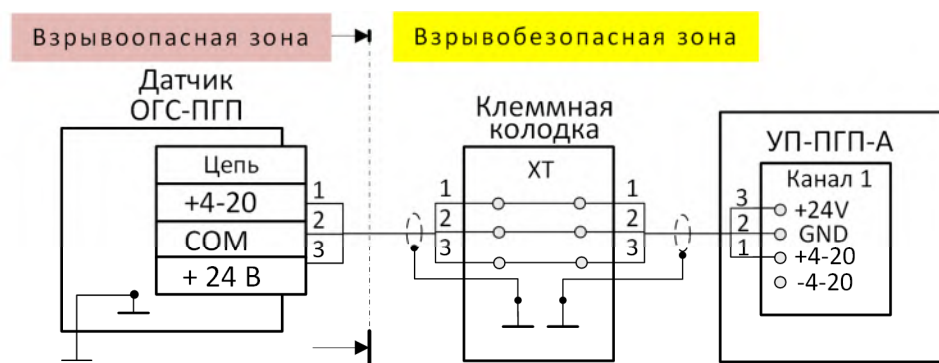 Взрывоопасная зона
Взрывобезопасная зона
Датчик
ОГС-ПГП
Цепь
+4-20
COM
+ 24 В
1
2
3
Клеммная
колодка
XT
1
2
3
1
2
3
УП-ПГП-А
Канал 1
3
2
1
+24V
GND
+4-20
-4-20